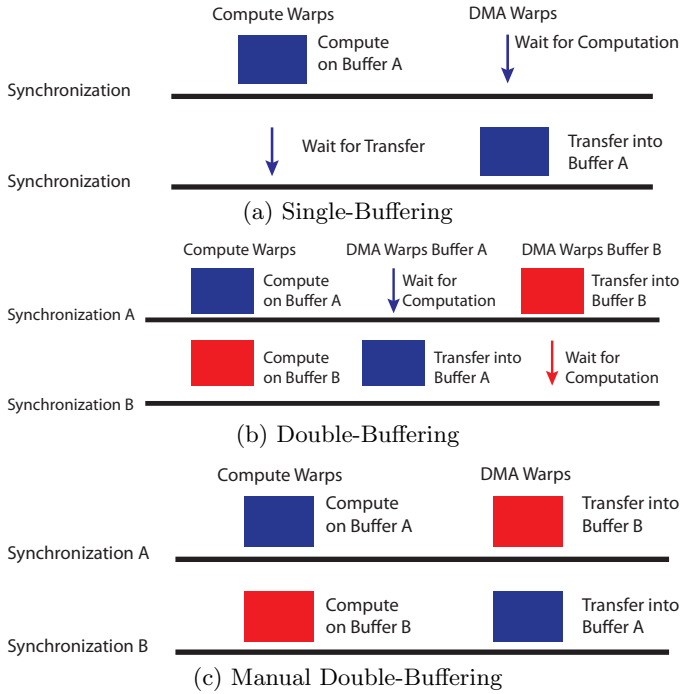 Compute Warps
DMA Warps
Compute
on Buffer A
Wait for Computation
Synchronization
Wait for Transfer
Transfer into
Buffer A
Synchronization
(a) Single-Buffering
Compute Warps
DMA Warps Buffer A
DMA Warps Buffer B
Compute
on Buffer A
Wait for
Computation
Transfer into
Buffer B
Synchronization A
Compute
on Buffer B
Transfer into
Buffer A
Wait for
Computation
Synchronization B
(b) Double-Buffering
Compute Warps
DMA Warps
Compute
on Buffer A
Transfer into
Buffer B
Synchronization A
Compute
on Buffer B
Transfer into
Buffer A
Synchronization B
(c) Manual Double-Buffering